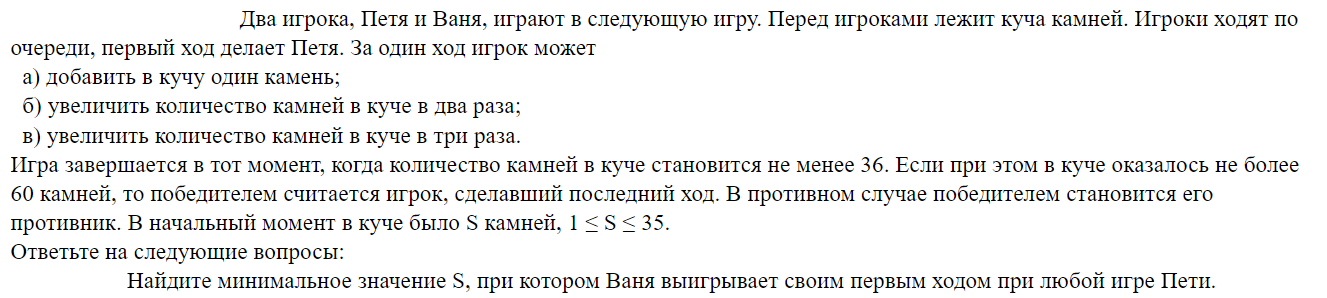 Два игрока, Петя и Ваня, играют в следующую игру. Перед игроками лежит куча камней. Игроки ходят по
очереди, первый ход делает Петя. За один ход игрок может
а) добавить в кучу один камень;
б) увеличить количество камней в куче в два раза;
в) увеличить количество камней в куче в три раза.
Игра завершается в тот момент, когда количество камней в куче становится не менее 36. Если при этом в куче оказалось не более
60 камней, то победителем считается игрок, сделавший последний ход. В противном случае победителем становится его
противник. В начальный момент в куче было S камней, 1 ≤ S ≤ 35.
Ответьте на следующие вопросы:
Найдите минимальное значение S, при котором Ваня выигрывает своим первым ходом при любой игре Пети.